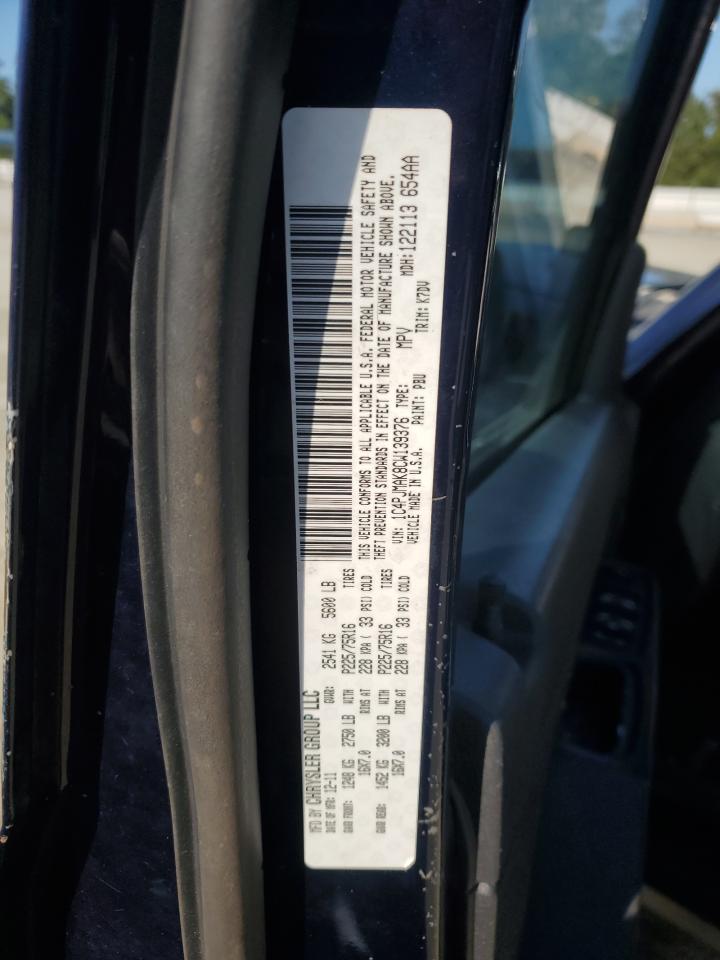 MFD BY CHRYSLER GROUP LLC
DATE OF MFR: 12-11 GVWR: 2541 KG 5600 LB
GAWR FRONT: 1248 KG 2750 LB WITH P225/75R16 TIRES
16X7.0 RIMS AT 228 KPA ( 33 PSI) COLD
GAWR REAR: 1452 KG 3200 LB WITH P225/75R16 TIRES
16X7.0 RIMS AT 228 KPA ( 33 PSI) COLD
THIS VEHICLE CONFORMS TO ALL APPLICABLE U.S.A. FEDERAL MOTOR VEHICLE SAFETY AND
THEFT PREVENTION STANDARDS IN EFFECT ON THE DATE OF MANUFACTURE SHOWN ABOVE.
VIN: 1C4PJMAK8CW139376 TYPE: MPV MDH: 122113 654AA
VEHICLE MADE IN U.S.A. PAINT: PBU TRIM: K7DV